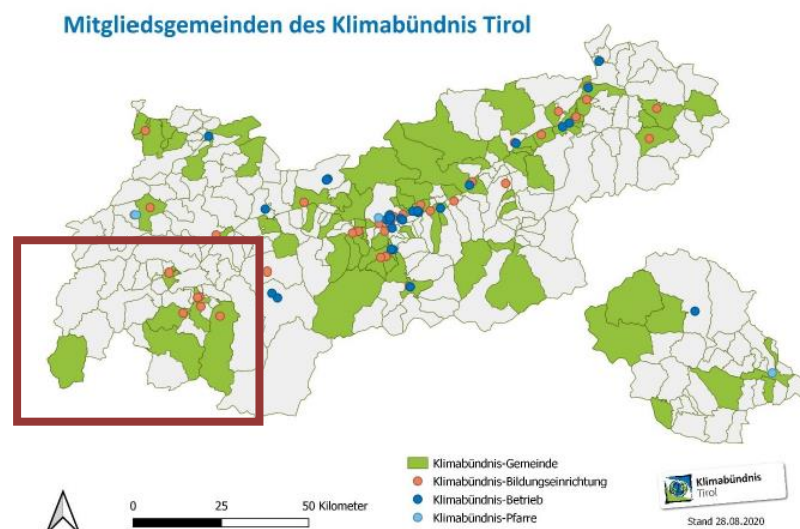 Mitgliedsgemeinden des Klimabündnis Tirol
Klimabündnis-Gemeinde
Klimabündnis-Bildungseinrichtung
Klimabündnis-Betrieb
Klimabündnis-Pfarre
0 25 50 Kilometer
Klimabündnis
Tirol
Stand 28.08.2020